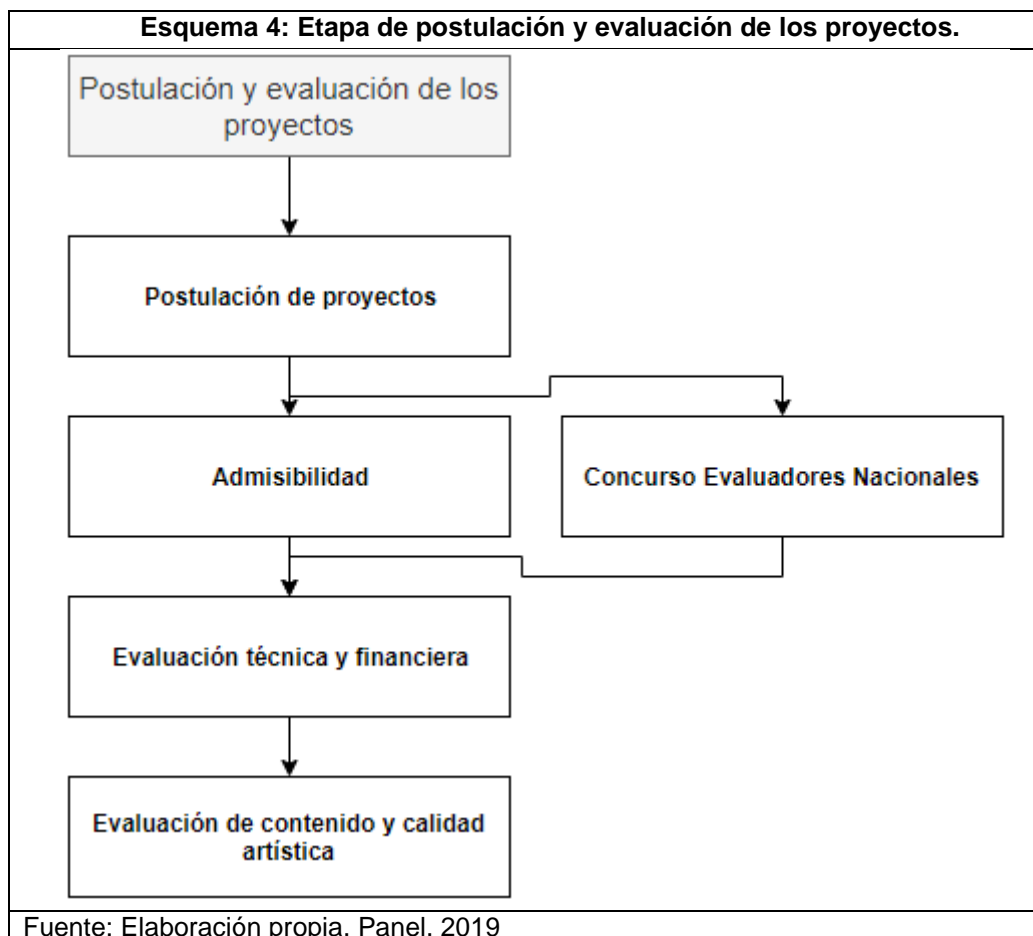 Esquema 4: Etapa de postulación y evaluación de los proyectos.
Postulación y evaluación de los
proyectos
Postulación de proyectos
Admisibilidad
Concurso Evaluadores Nacionales
Evaluación técnica y financiera
Evaluación de contenido y calidad
artística
Fuente: Elaboración propia. Panel. 2019